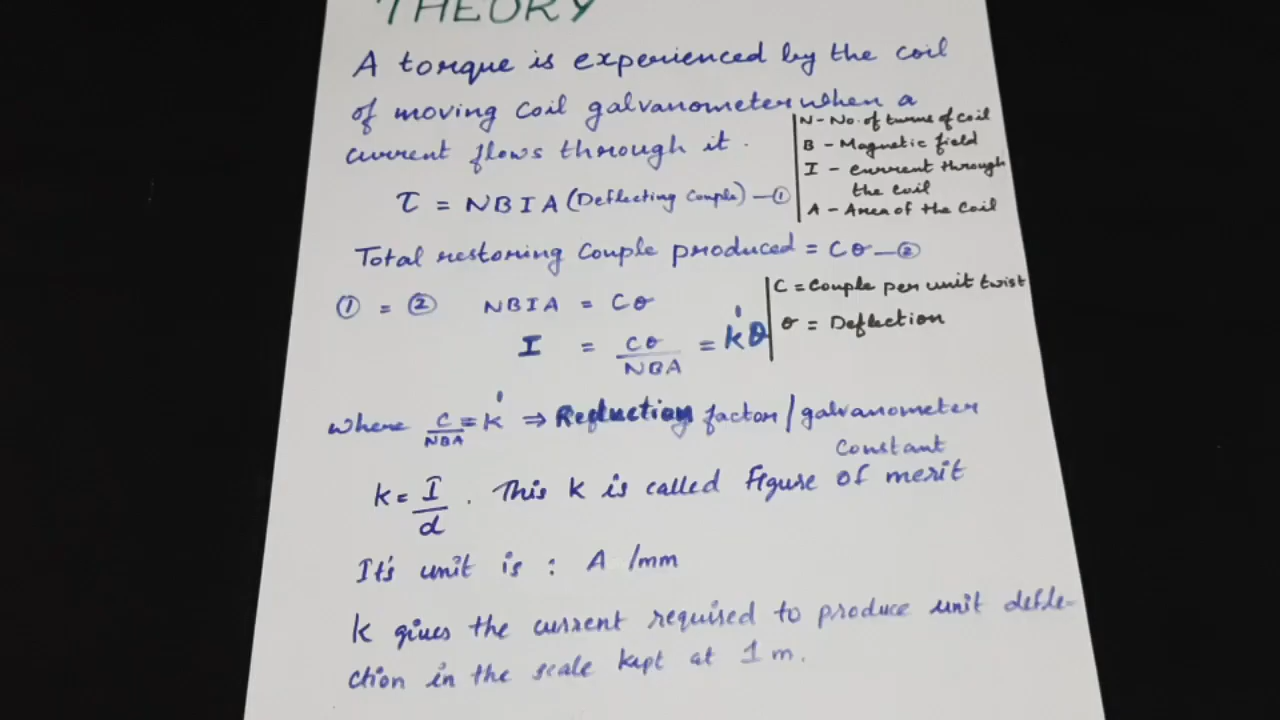 THEORY
A torque is experienced by the coil
of moving coil galvanometer when a
current flows through it.
N - No. of turns of coil
B - Magnetic field
I - current through
the coil
A - Area of the coil
τ = NBIA (Deflecting Couple) — ①
Total restoring couple produced = Cθ — ②
① = ② NBIA = Cθ
C = Couple per unit twist
θ = Deflection
I = Cθ/NBA = k'θ
where C/NBA = k' ⇒ Reduction factor / galvanometer
constant
k = I/d . This k is called figure of merit
It's unit is : A /mm
k gives the current required to produce unit defle-
ction in the scale kept at 1 m.